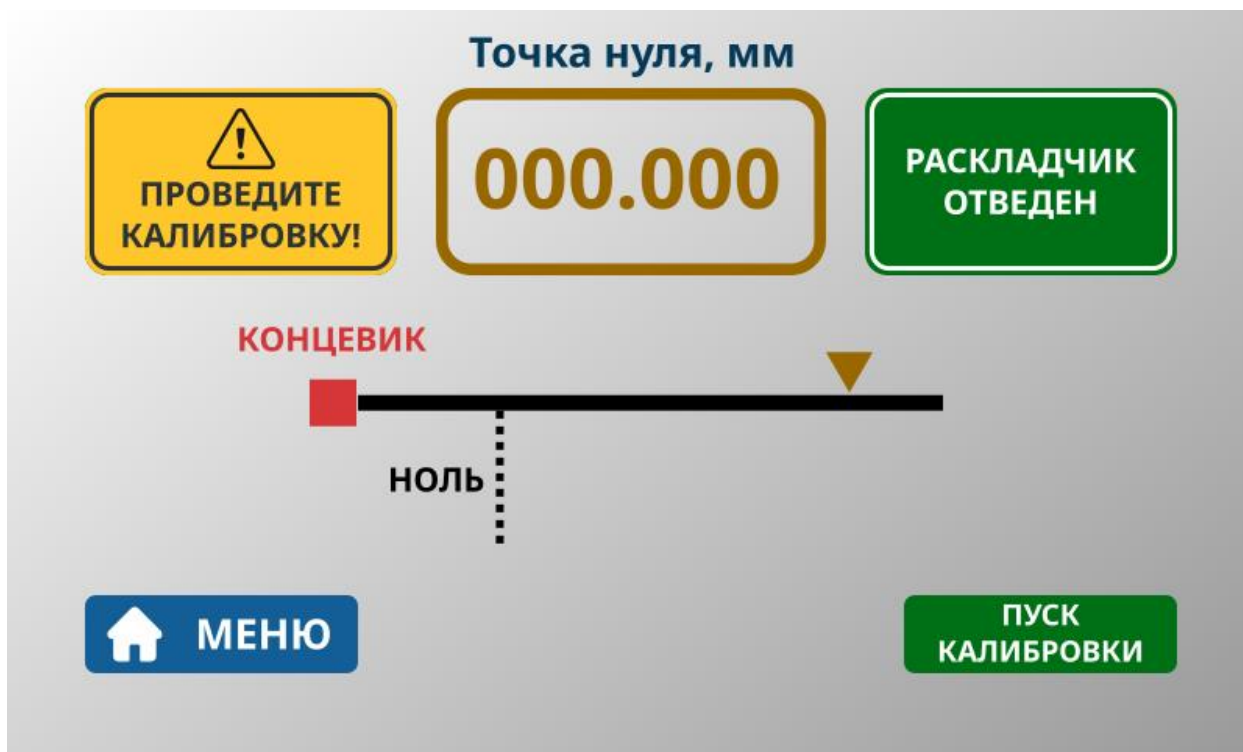 Точка нуля, мм
!
ПРОВЕДИТЕ
КАЛИБРОВКУ!
000.000
РАСКЛАДЧИК
ОТВЕДЕН
КОНЦЕВИК
НОЛЬ
МЕНЮ
ПУСК
КАЛИБРОВКИ